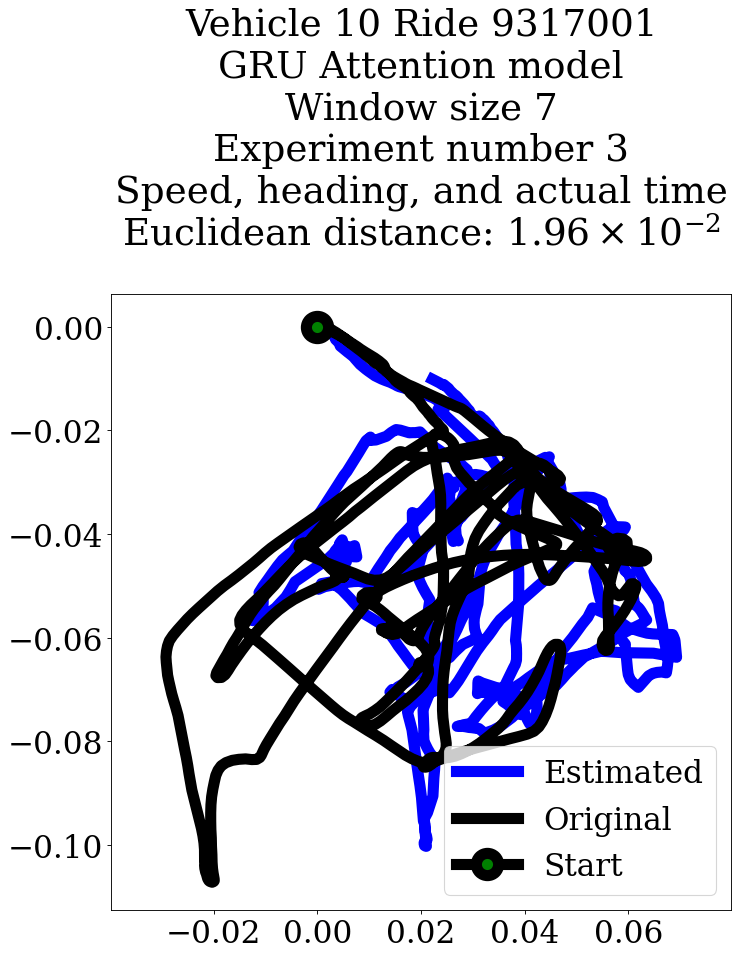 Vehicle 10 Ride 9317001
GRU Attention model
Window size 7
Experiment number 3
Speed, heading, and actual time
Euclidean distance: 1.96 × 10⁻²
0.00
−0.02
−0.04
−0.06
−0.08
−0.10
Estimated
Original
Start
−0.02 0.00 0.02 0.04 0.06